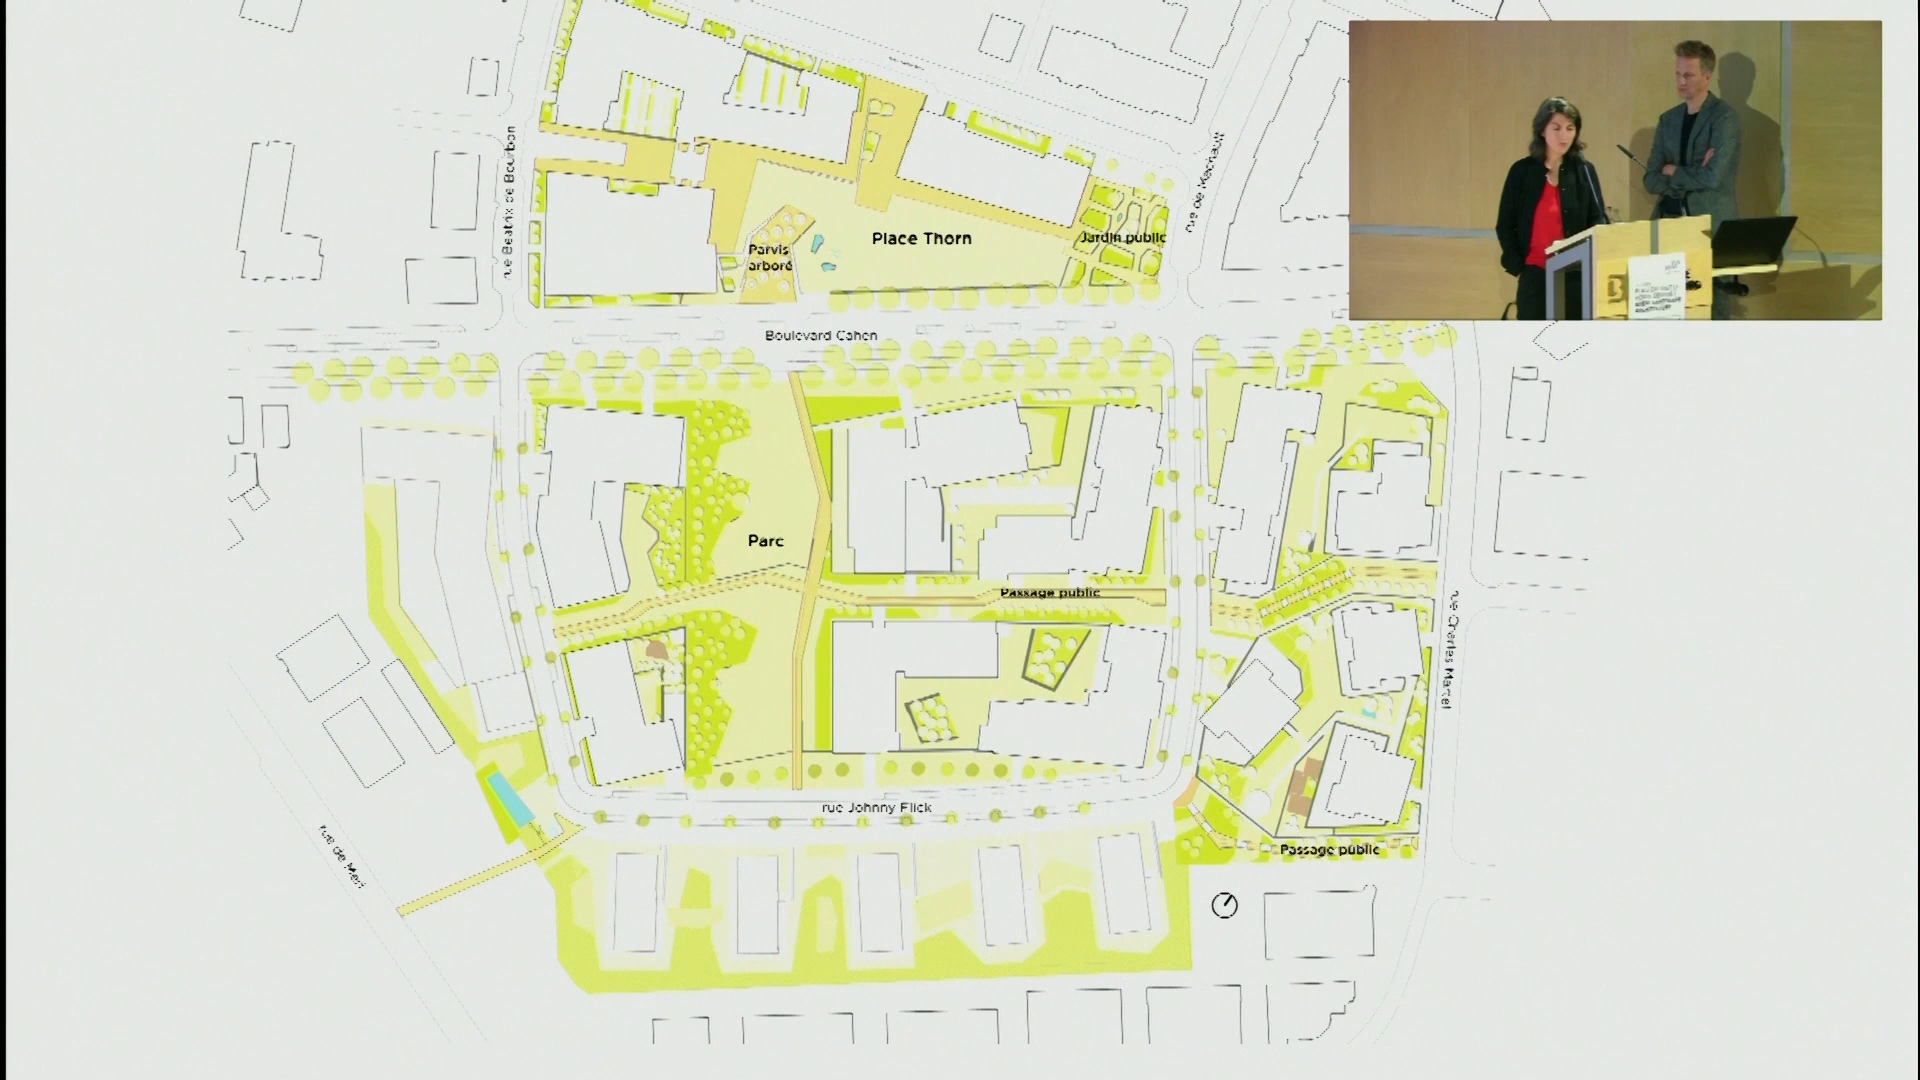 rue Béatrix de Bourbon
rue de Machault
Place Thorn
Parvis
arboré
Jardin public
Boulevard Cahen
Parc
Passage public
rue Charles Martel
rue Johnny Flick
rue de Merl
Passage public